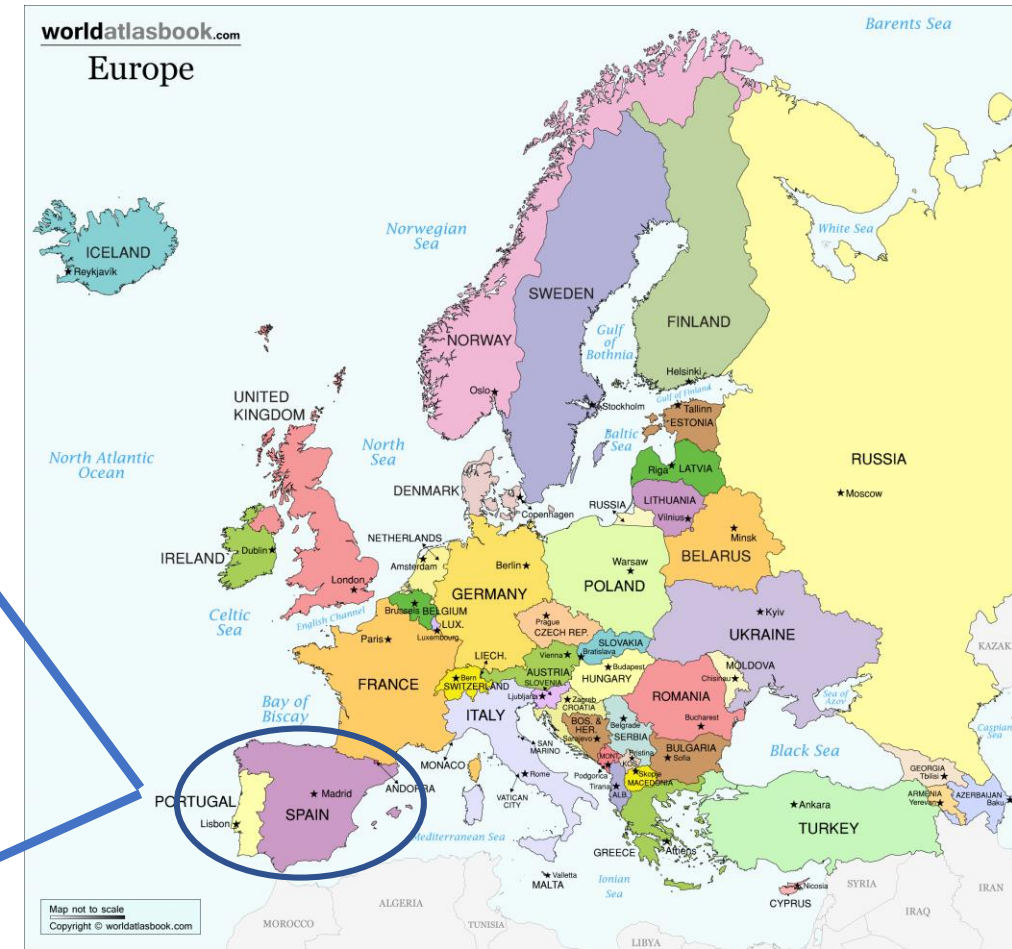 worldatlasbook.com
Europe
Barents Sea
White Sea
Norwegian
Sea
ICELAND
Reykjavík
SWEDEN
FINLAND
NORWAY
Gulf
of
Bothnia
Helsinki
Gulf of Finland
Oslo
Stockholm
Tallinn
ESTONIA
UNITED
KINGDOM
North
Sea
Baltic
Sea
Riga
LATVIA
RUSSIA
Moscow
North Atlantic
Ocean
DENMARK
Copenhagen
RUSSIA
LITHUANIA
Vilnius
Minsk
BELARUS
NETHERLANDS
Amsterdam
IRELAND
Dublin
London
Berlin
GERMANY
Warsaw
POLAND
Celtic
Sea
English Channel
Brussels
BELGIUM
LUX.
Luxembourg
Paris
Prague
CZECH REP.
Kyiv
UKRAINE
SLOVAKIA
Bratislava
Vienna
LIECH.
AUSTRIA
Budapest
HUNGARY
MOLDOVA
Chisinau
KAZAK
FRANCE
Bern
SWITZERLAND
SLOVENIA
Ljubljana
Zagreb
CROATIA
ROMANIA
Bucharest
Sea of
Azov
Bay of
Biscay
ITALY
SAN
MARINO
BOS. &
HER.
Sarajevo
Belgrade
SERBIA
BULGARIA
Sofia
Black Sea
Caspian
Sea
MONACO
ANDORRA
Rome
VATICAN
CITY
MONT.
Podgorica
Pristina
KOS.
Skopje
MACEDONIA
Tirana
ALB.
GEORGIA
Tbilisi
ARMENIA
Yerevan
AZERBAIJAN
Baku
PORTUGAL
Lisbon
Madrid
SPAIN
Mediterranean Sea
GREECE
Athens
Ankara
TURKEY
Valletta
MALTA
Ionian
Sea
Nicosia
CYPRUS
SYRIA
IRAQ
IRAN
Map not to scale
Copyright © worldatlasbook.com
MOROCCO
ALGERIA
TUNISIA
LIBYA